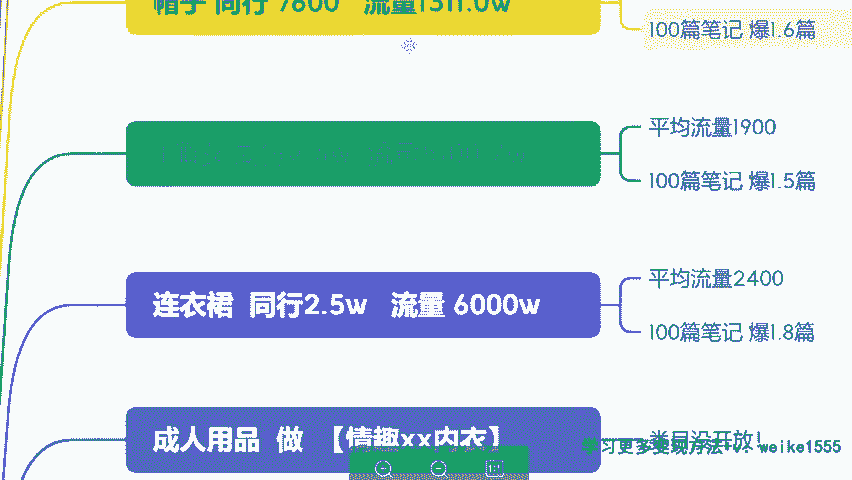 帽子 同行 7800 流量1311.0w
100篇笔记 爆1.6篇
平均流量1900
100篇笔记 爆1.5篇
连衣裙 同行2.5w 流量 6000w
平均流量2400
100篇笔记 爆1.8篇
成人用品 做 【情趣xx内衣】
类目没开放!
学习更多变现方法+v: weike1555